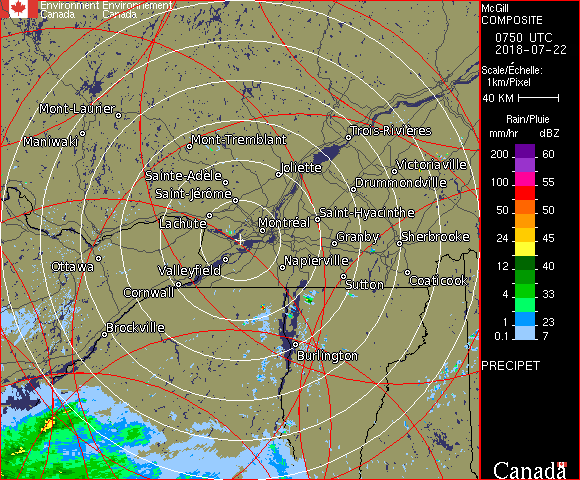 Environment Environnement
Canada Canada
McGill
COMPOSITE
0750 UTC
2018-07-22
Scale/Échelle:
1km/Pixel
40 KM
Rain/Pluie
mm/hr dBZ
200 60
100 55
50 50
24 45
12 40
4 33
1 23
0.1 7
PRECIPET
Canada
Mont-Laurier
Maniwaki
Mont-Tremblant
Trois-Rivières
Sainte-Adèle
Joliette
Victoriaville
Saint-Jérôme
Drummondville
Lachute
Montréal
Saint-Hyacinthe
Granby
Sherbrooke
Ottawa
Valleyfield
Napierville
Cornwall
Sutton
Coaticook
Brockville
Burlington